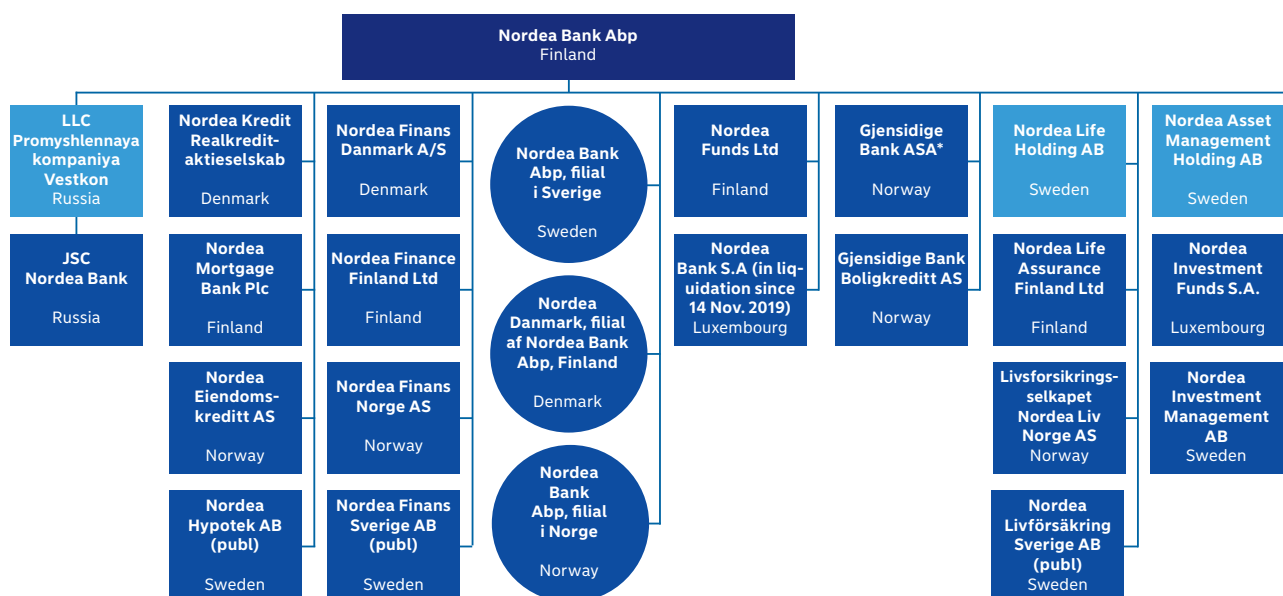 Nordea Bank Abp
Finland
LLC
Promyshlennaya
kompaniya
Vestkon
Russia
JSC
Nordea Bank
Russia
Nordea Kredit
Realkredit-
aktieselskab
Denmark
Nordea
Mortgage
Bank Plc
Finland
Nordea
Eiendoms-
kreditt AS
Norway
Nordea
Hypotek AB
(publ)
Sweden
Nordea Finans
Danmark A/S
Denmark
Nordea Finance
Finland Ltd
Finland
Nordea Finans
Norge AS
Norway
Nordea Finans
Sverige AB
(publ)
Sweden
Nordea Bank
Abp, filial
i Sverige
Sweden
Nordea
Danmark, filial
af Nordea Bank
Abp, Finland
Denmark
Nordea
Bank
Abp, filial
i Norge
Norway
Nordea
Funds Ltd
Finland
Nordea
Bank S.A (in liq-
uidation since
14 Nov. 2019)
Luxembourg
Gjensidige
Bank ASA*
Norway
Gjensidige Bank
Boligkreditt AS
Norway
Nordea Life
Holding AB
Sweden
Nordea Life
Assurance
Finland Ltd
Finland
Livsforsikrings-
selkapet
Nordea Liv
Norge AS
Norway
Nordea
Livförsäkring
Sverige AB
(publ)
Sweden
Nordea Asset
Management
Holding AB
Sweden
Nordea
Investment
Funds S.A.
Luxembourg
Nordea
Investment
Management
AB
Sweden